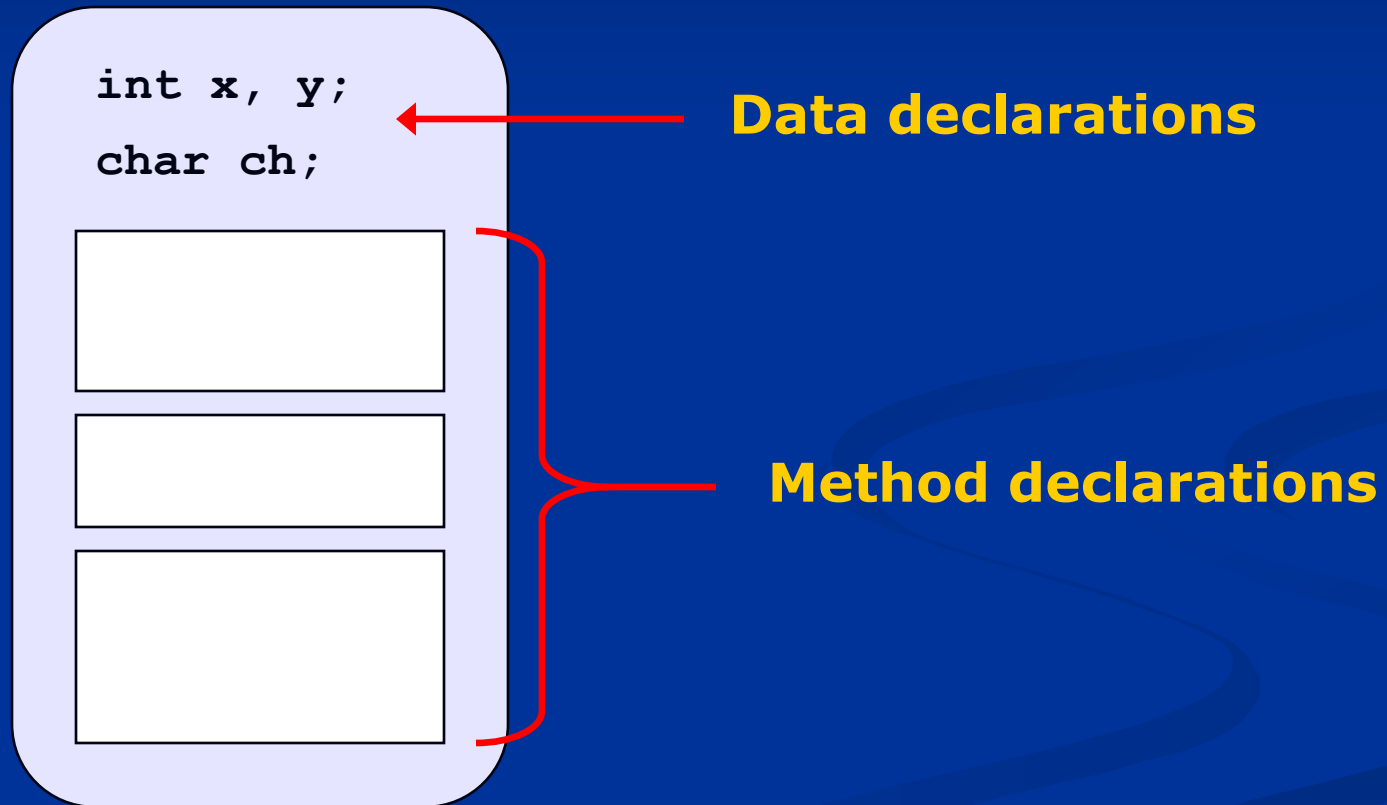 int x, y;
char ch;
Data declarations
Method declarations